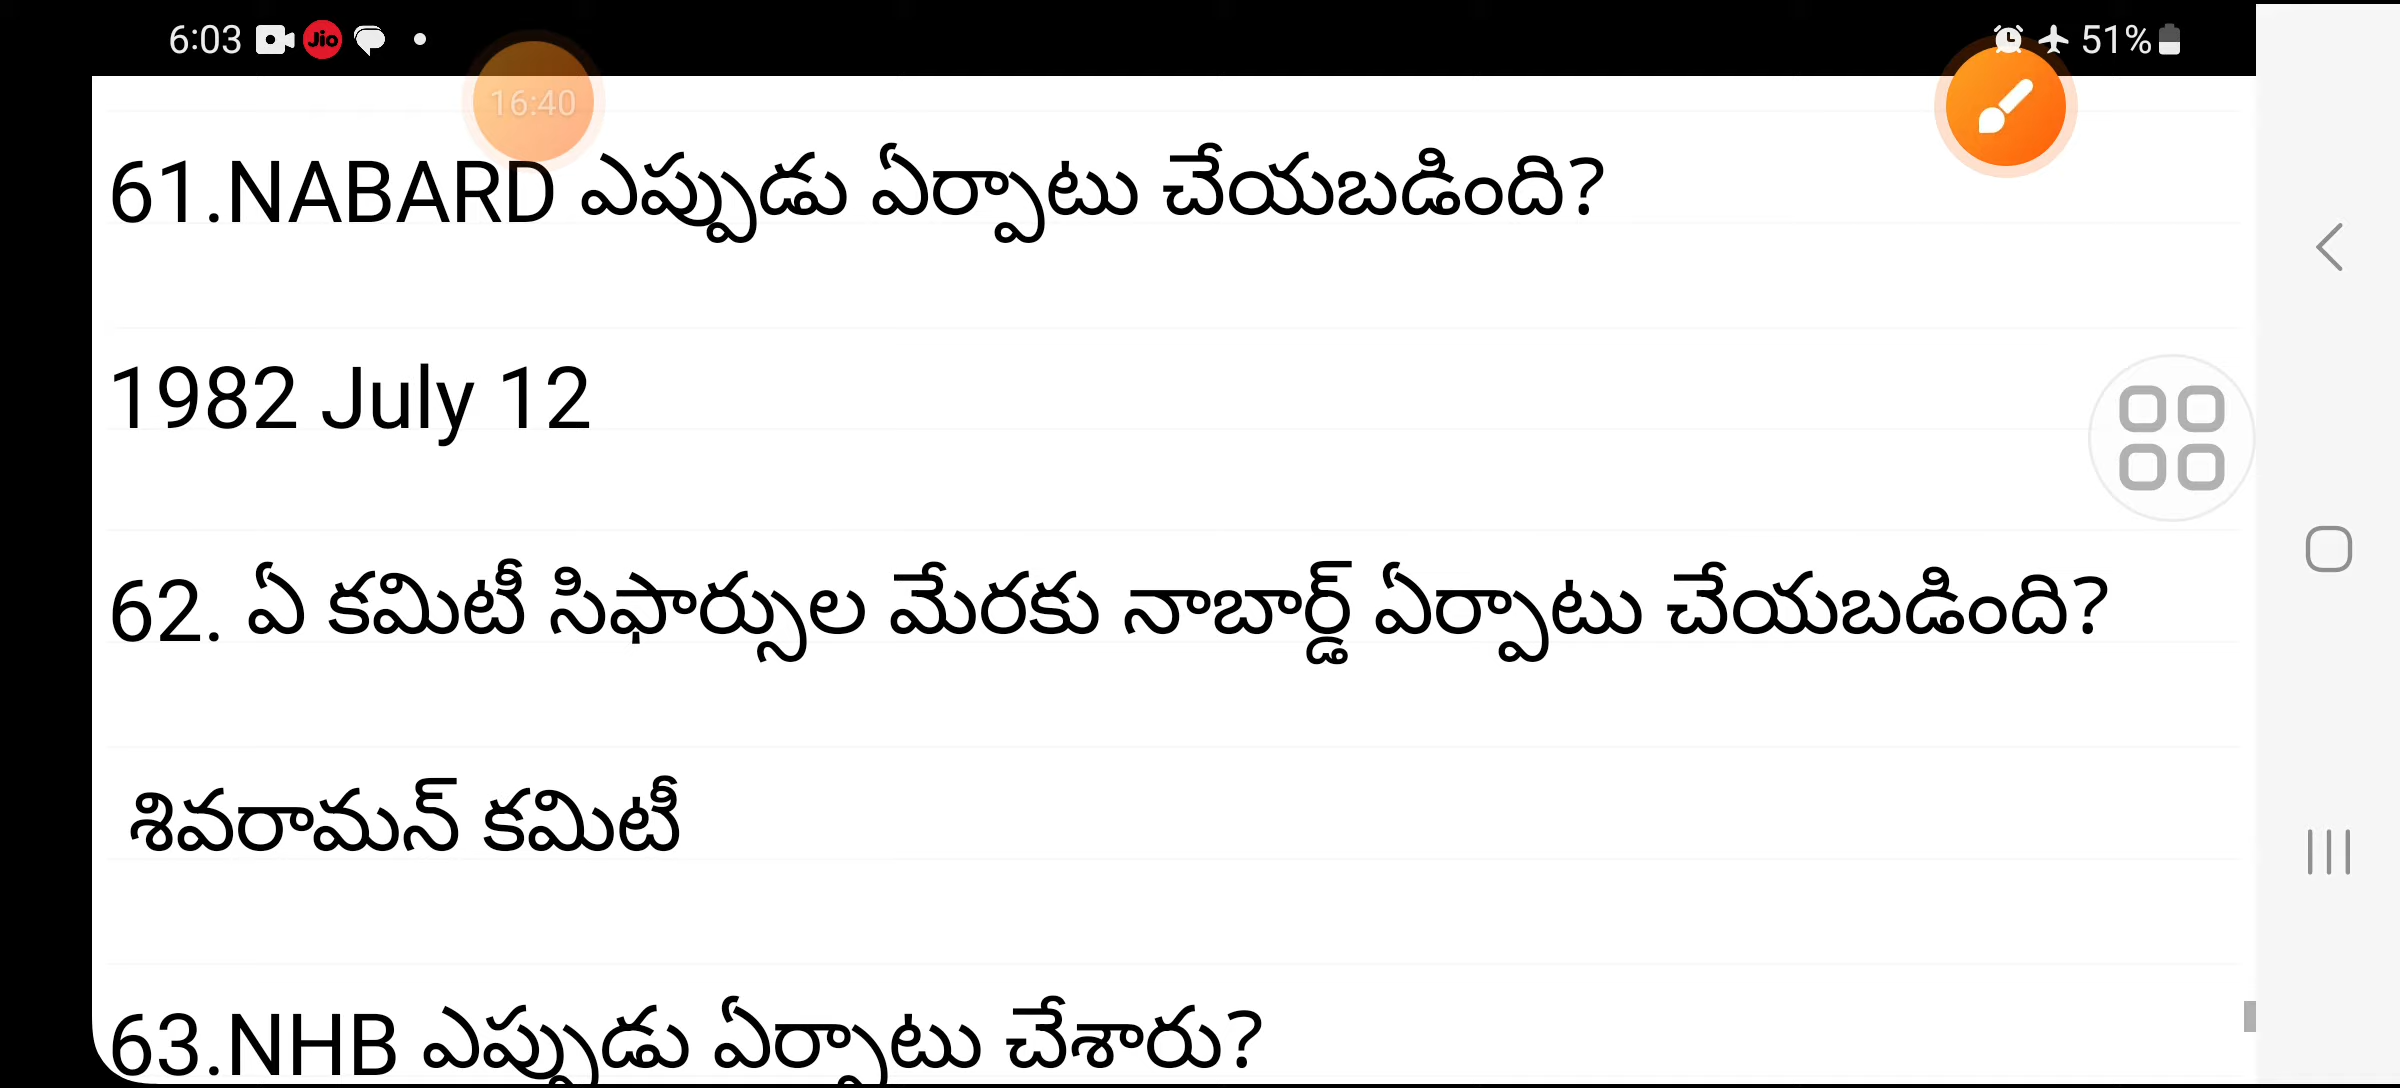 6:03 Jio 51%
16:40
61.NABARD ఎప్పుడు ఏర్పాటు చేయబడింది?
1982 July 12
62. ఏ కమిటీ సిఫార్సుల మేరకు నాబార్డ్ ఏర్పాటు చేయబడింది?
శివరామన్ కమిటీ
63.NHB ఎప్పుడు ఏర్పాటు చేశారు?